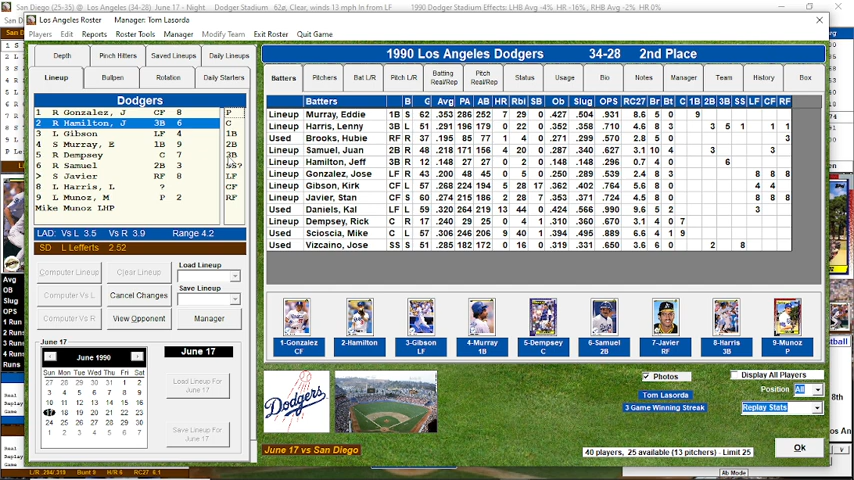 San Diego (25-35) @ Los Angeles (34-28) June 17 - Night Dodger Stadium 62ø, Clear, winds 13 mph In from LF 1990 Dodger Stadium Effects: LHB Avg -4% HR -16%, RHB Avg -2% HR 0%
Los Angeles Roster Manager: Tom Lasorda
Players Edit Reports Roster Tools Manager Modify Team Exit Roster Quit Game
Depth Pinch Hitters Saved Lineups Daily Lineups
Lineup Bullpen Rotation Daily Starters
Dodgers
1 R Gonzalez, J CF 8 P
2 R Hamilton, J 3B 6 C
3 L Gibson LF 4 1B
4 S Murray, E 1B 9 2B
5 R Dempsey C 7 3B
6 R Samuel 2B 3 SS?
> S Javier RF 8 LF
8 L Harris, L ? CF
9 L Munoz, M P 2 RF
Mike Munoz LHP
LAD: Vs L 3.5 Vs R 3.9 Range 4.2
SD L Lefferts 2.52
Computer Lineup Clear Lineup Load Lineup
Computer Vs L Cancel Changes Save Lineup
Computer Vs R View Opponent Manager
June 17
June 1990
Sun Mon Tue Wed Thu Fri Sat
27 28 29 30 31 1 2
3 4 5 6 7 8 9
10 11 12 13 14 15 16
17 18 19 20 21 22 23
24 25 26 27 28 29 30
1 2 3 4 5 6 7
June 17
Load Lineup For June 17
Save Lineup For June 17
1990 Los Angeles Dodgers 34-28 2nd Place
Batters Pitchers Bat L/R Pitch L/R Batting Real/Rep Pitch Real/Rep Status Usage Bio Notes Manager Team History Box
Batters B G Avg PA AB HR Rbi SB Ob Slug OPS RC27 Br Bt C 1B 2B 3B SS LF CF RF
Lineup Murray, Eddie 1B S 62 .353 286 252 7 29 0 .427 .504 .931 8.6 5 0 9
Lineup Harris, Lenny 3B L 51 .291 196 179 0 22 0 .352 .358 .710 4.6 8 3 3 5 1 1 1
Used Brooks, Hubie RF R 37 .195 85 77 1 4 0 .271 .299 .570 2.8 5 0
Lineup Samuel, Juan 2B R 48 .218 171 156 4 20 0 .287 .340 .627 3.1 10 4 3 3
Lineup Hamilton, Jeff 3B R 12 .148 27 27 0 2 0 .148 .148 .296 0.7 4 0 6
Lineup Gonzalez, Jose LF R 43 .200 48 45 0 1 0 .250 .289 .539 2.4 8 3 8 8 8
Lineup Gibson, Kirk CF L 57 .268 224 194 5 28 17 .362 .402 .764 5.6 8 0 4 4
Lineup Javier, Stan CF S 60 .274 215 186 2 28 7 .353 .371 .724 4.5 8 8 8 8 8
Used Daniels, Kal LF L 59 .320 264 219 13 44 0 .424 .566 .990 9.6 5 2 3
Lineup Dempsey, Rick C R 17 .240 29 25 0 4 1 .310 .360 .670 3.1 4 0 7
Used Scioscia, Mike C L 57 .306 246 206 9 40 1 .394 .495 .889 6.6 4 1 9
Used Vizcaino, Jose SS S 51 .285 182 172 0 15 2 .319 .331 .650 3.6 6 0 2 8
1-Gonzalez CF
2-Hamilton
3-Gibson LF
4-Murray 1B
5-Dempsey C
6-Samuel 2B
7-Javier RF
8-Harris 3B
9-Munoz P
Dodgers
Photos
Tom Lasorda
3 Game Winning Streak
Display All Players
Position All
Replay Stats
June 17 vs San Diego
40 players, 25 available (13 pitchers) - Limit 25
Ok
L/R .294/.319 Bunt 9 H/R 6 RC27 6.1
Ab Mode